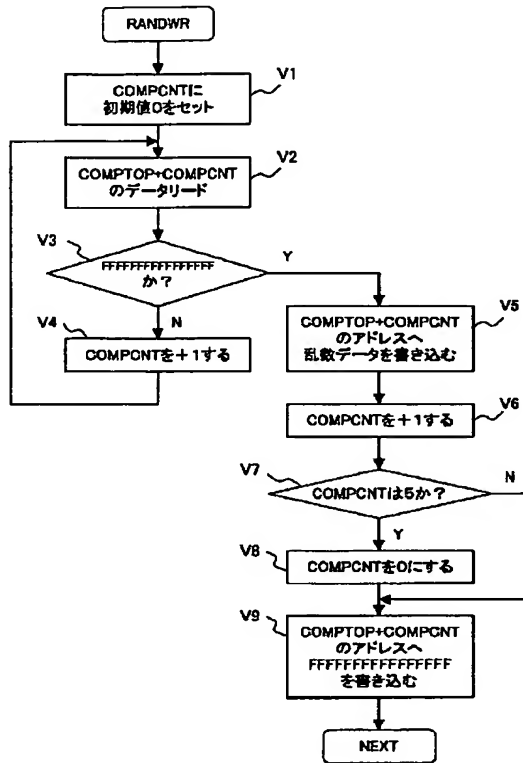 RANDWR
V1
COMPCNTに
初期値0をセット
V2
COMPTOP+COMPCNT
のデータリード
V3
FFFFFFFFFFFFFFFF
か?
Y
N
V4
COMPCNTを+1する
V5
COMPTOP+COMPCNT
のアドレスへ
乱数データを書き込む
V6
COMPCNTを+1する
V7
COMPCNTは5か?
N
Y
V8
COMPCNTを0にする
V9
COMPTOP+COMPCNT
のアドレスへ
FFFFFFFFFFFFFFFF
を書き込む
NEXT